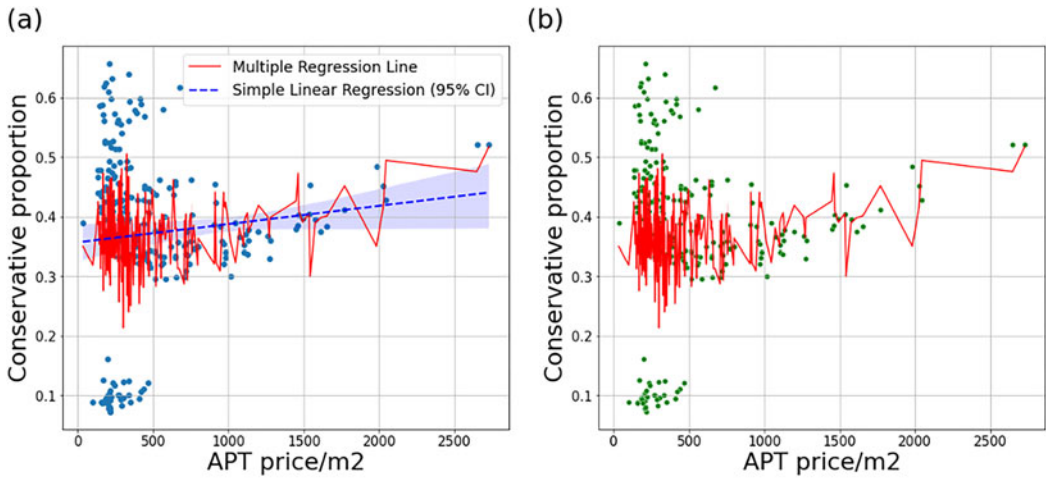 (a)
Multiple Regression Line
Simple Linear Regression (95% CI)
0.6
0.5
0.4
0.3
0.2
0.1
Conservative proportion
0 500 1000 1500 2000 2500
APT price/m2
(b)
0.6
0.5
0.4
0.3
0.2
0.1
Conservative proportion
0 500 1000 1500 2000 2500
APT price/m2